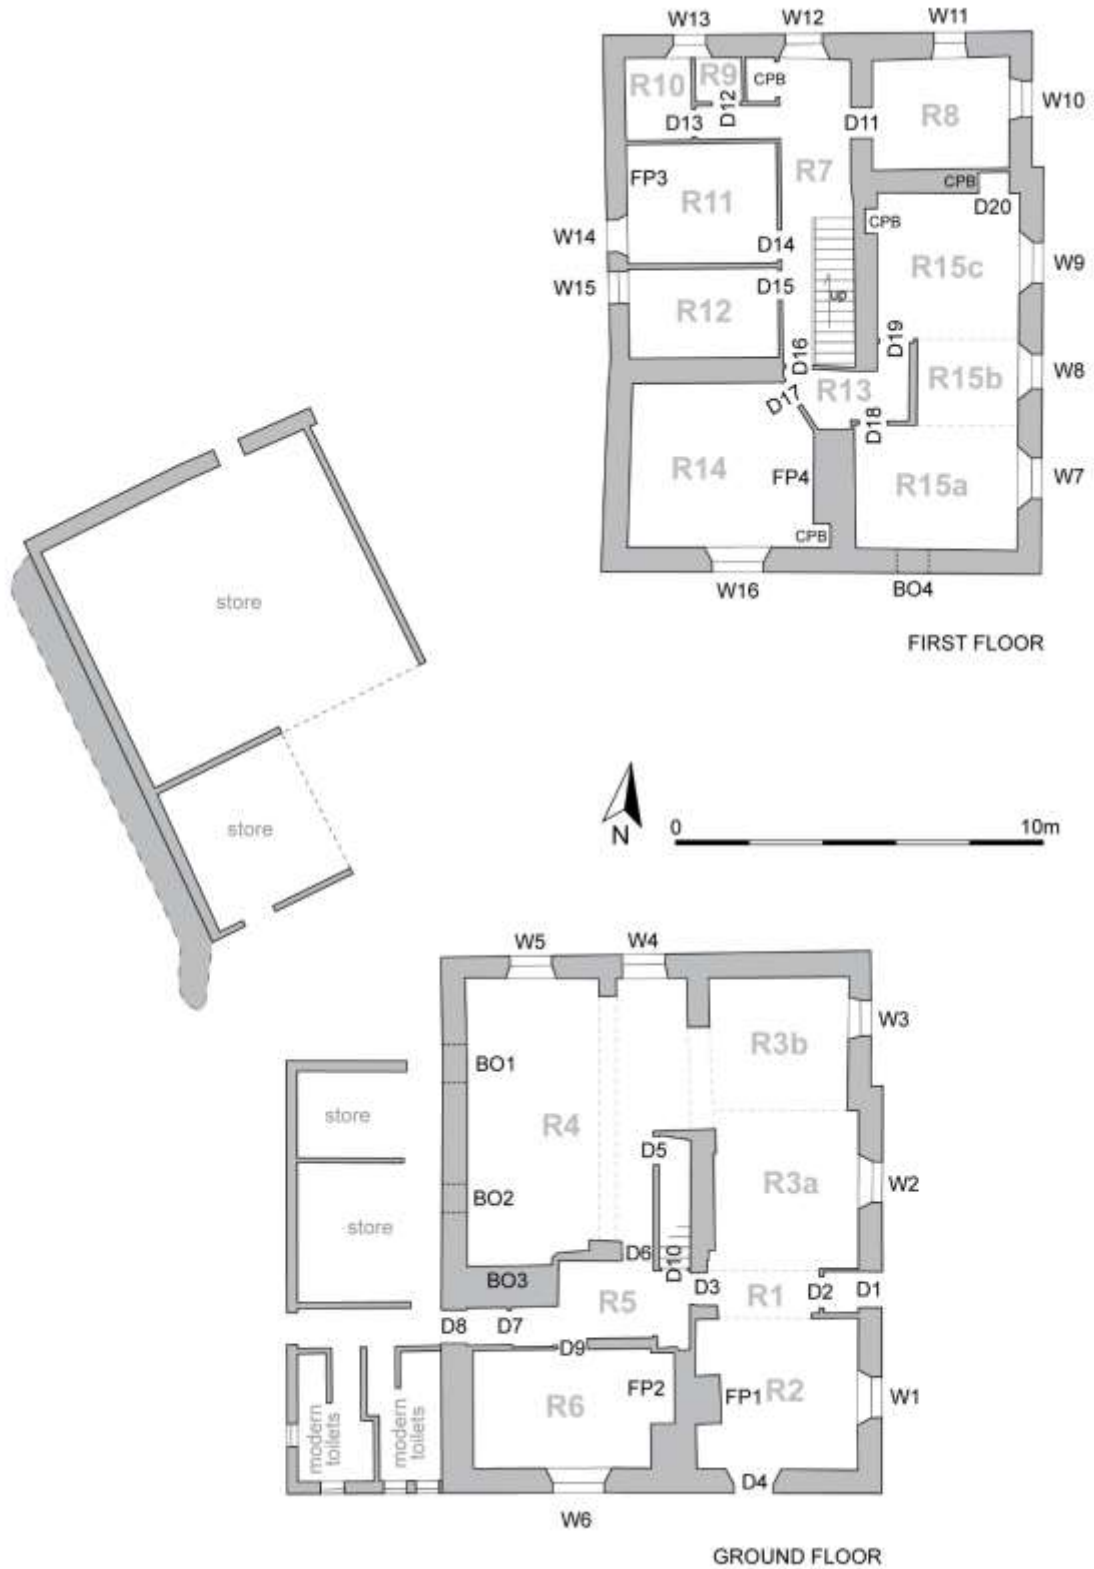 W13 W12 W11
R10 R9 CPB W10
D12
D13 D11 R8
FP3 R7 CPB
D20
R11 CPB
W14 D14
R15c W9
W15 D15
R12 up
D19
D16
R13 R15b W8
D17
D18
R14 FP4 R15a W7
CPB
W16 BO4
FIRST FLOOR
store
store
N 0 10m
W5 W4
W3
R3b
BO1
store R4
D5
R3a W2
BO2
store
D6
D10
BO3 D3 R1 D2 D1
R5
D8 D7
D9
FP2 FP1 R2 W1
R6
modern
toilets
modern
toilets
D4
W6
GROUND FLOOR